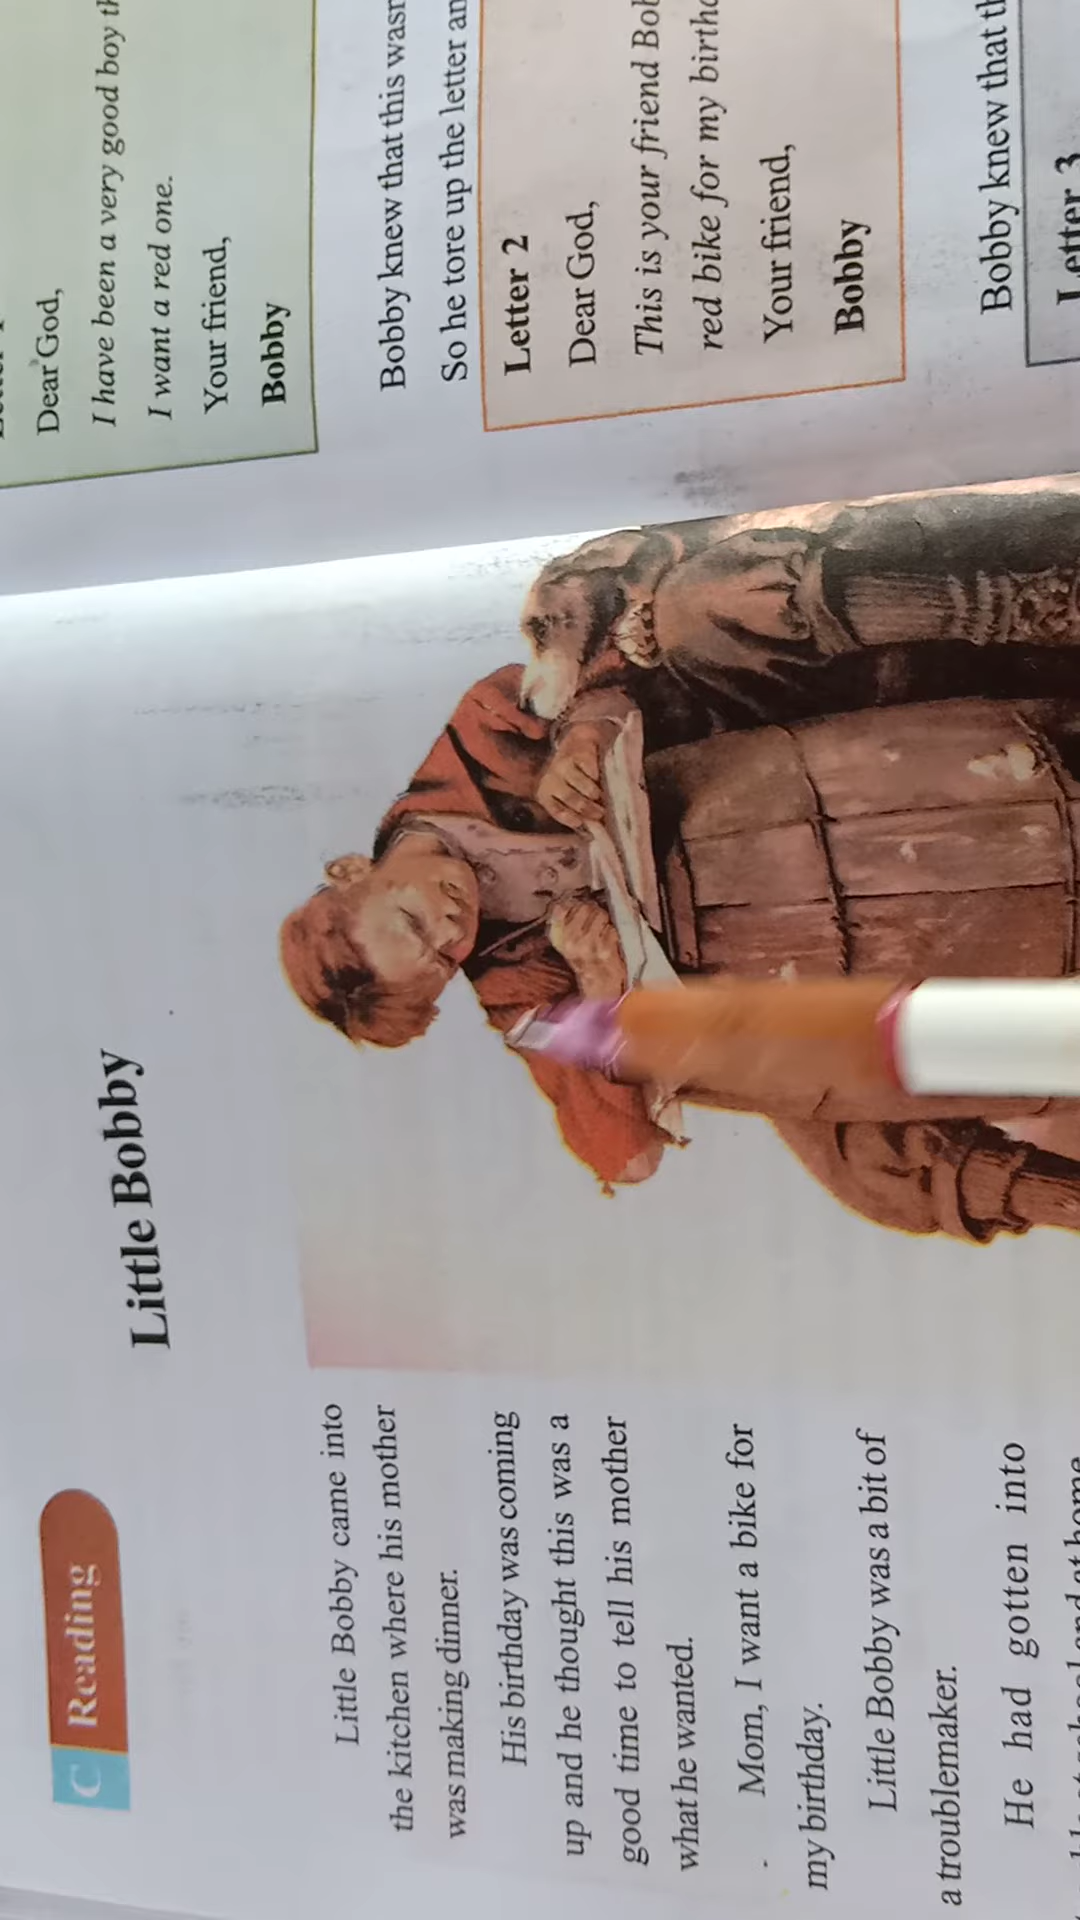 C Reading
Little Bobby
Little Bobby came into
the kitchen where his mother
was making dinner.
His birthday was coming
up and he thought this was a
good time to tell his mother
what he wanted.
Mom, I want a bike for
my birthday.
Little Bobby was a bit of
a troublemaker.
He had gotten into
at home
Dear God,
I have been a very good boy
I want a red one.
Your friend,
Bobby
Bobby knew that this
So he tore up the letter
Letter 2
Dear God,
This is your friend
red bike for my
Your friend,
Bobby
Bobby knew that
Letter 3